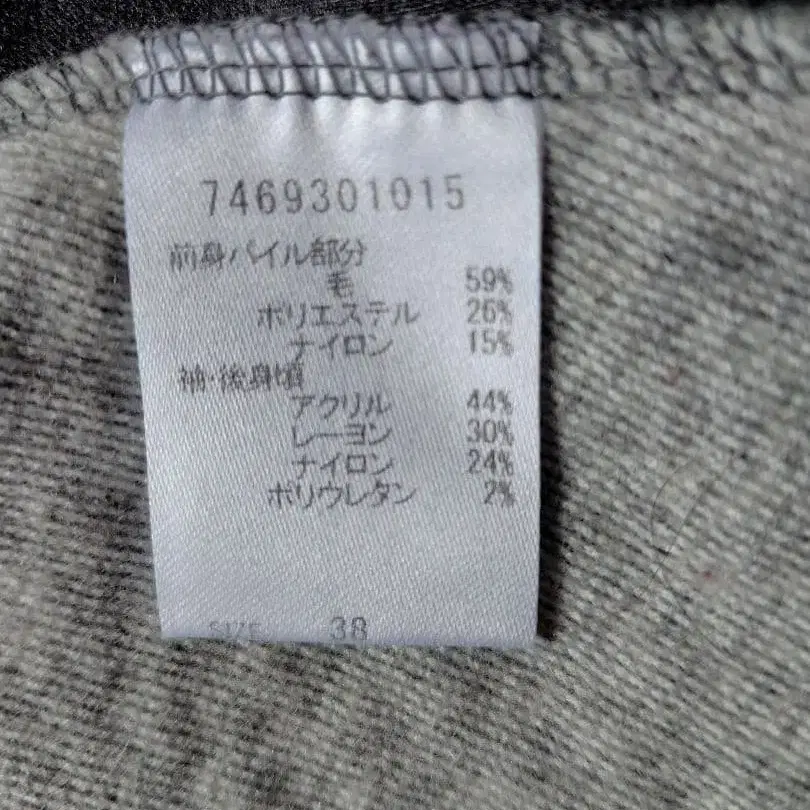 7469301015
前身パイル部分
毛 59%
ポリエステル 26%
ナイロン 15%
袖・後身頃
アクリル 44%
レーヨン 30%
ナイロン 24%
ポリウレタン 2%
SIZE 38